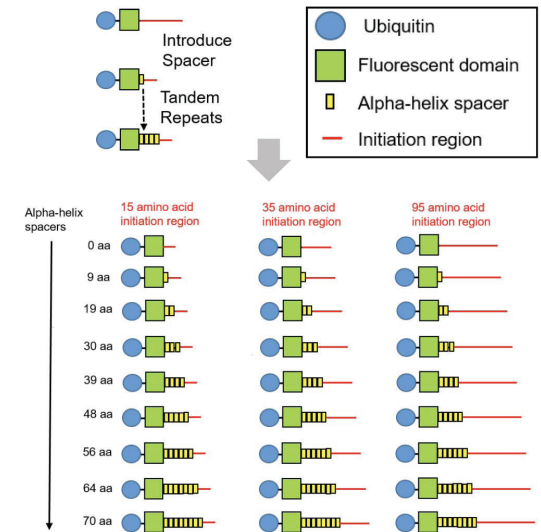 Introduce
Spacer
Tandem
Repeats
Ubiquitin
Fluorescent domain
Alpha-helix spacer
Initiation region
Alpha-helix
spacers
15 amino acid
initiation region
35 amino acid
initiation region
95 amino acid
initiation region
0 aa
9 aa
19 aa
30 aa
39 aa
48 aa
56 aa
64 aa
70 aa